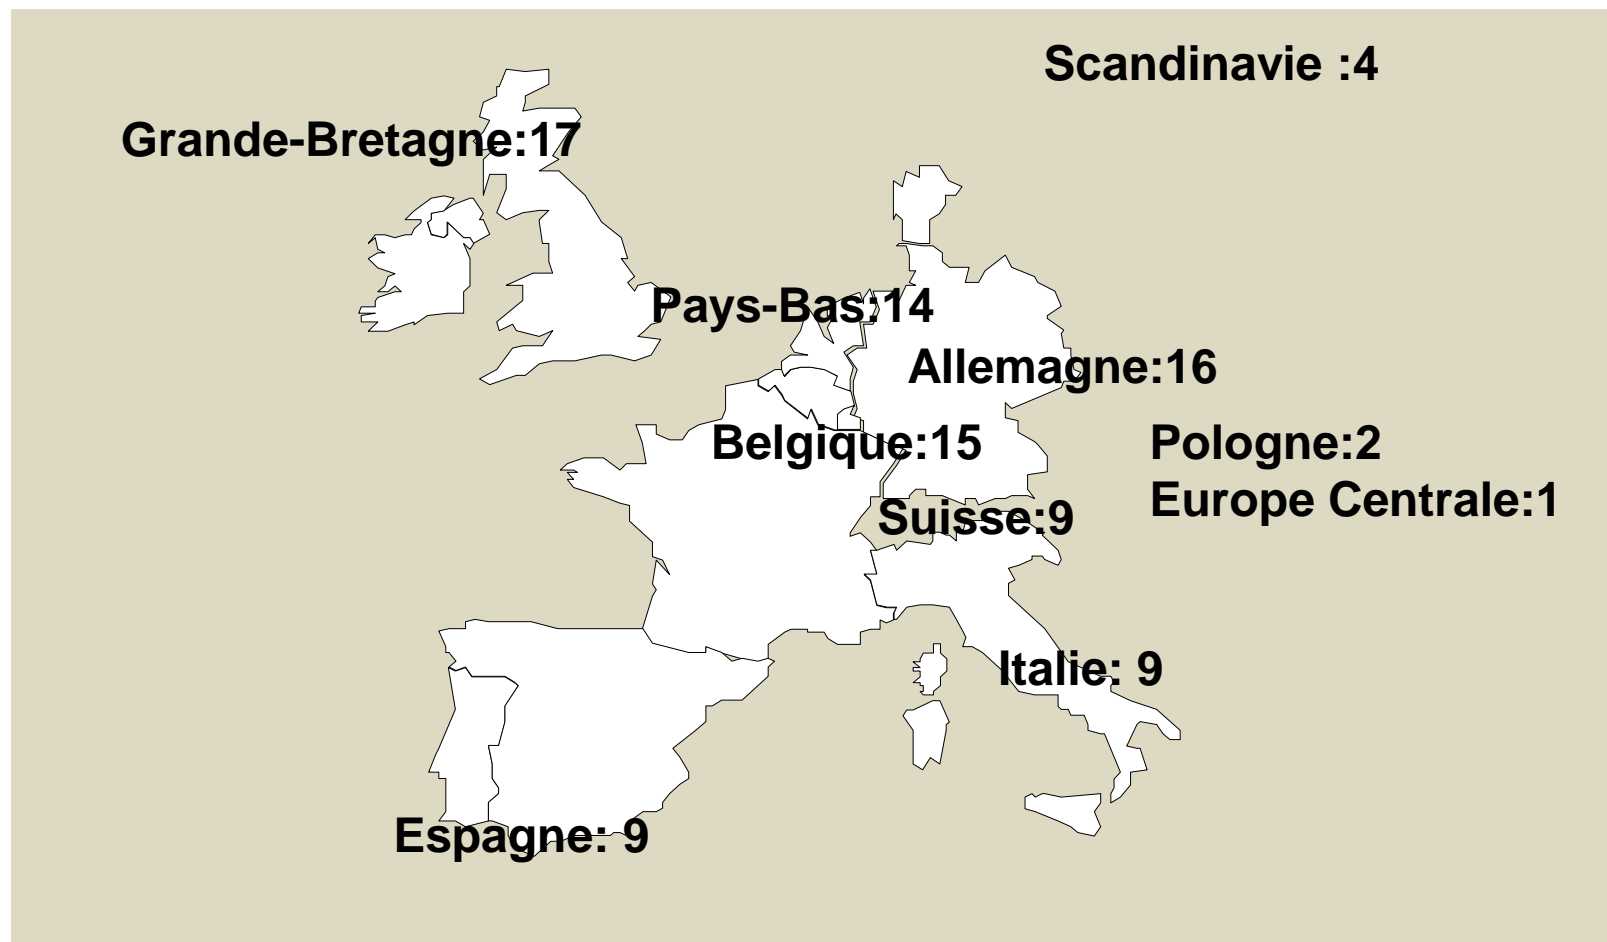 Scandinavie :4
Grande-Bretagne:17
Pays-Bas:14
Allemagne:16
Belgique:15
Pologne:2
Europe Centrale:1
Suisse:9
Italie: 9
Espagne: 9